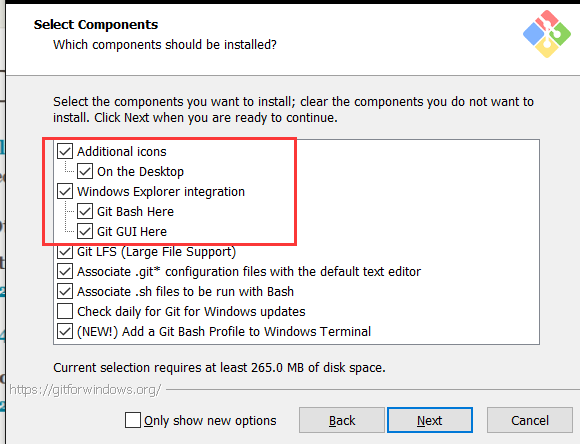 Select Components
Which components should be installed?
Select the components you want to install; clear the components you do not want to
install. Click Next when you are ready to continue.
Additional icons
On the Desktop
Windows Explorer integration
Git Bash Here
Git GUI Here
Git LFS (Large File Support)
Associate .git* configuration files with the default text editor
Associate .sh files to be run with Bash
Check daily for Git for Windows updates
(NEW!) Add a Git Bash Profile to Windows Terminal
Current selection requires at least 265.0 MB of disk space.
https://gitforwindows.org/
Only show new options
Back
Next
Cancel